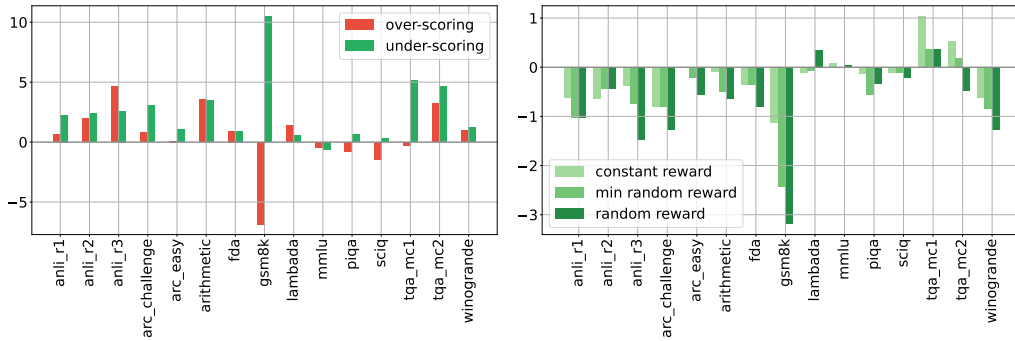 10
5
0
−5
over-scoring
under-scoring
anli_r1
anli_r2
anli_r3
arc_challenge
arc_easy
arithmetic
fda
gsm8k
lambada
mmlu
piqa
sciq
tqa_mc1
tqa_mc2
winogrande
1
0
−1
−2
−3
constant reward
min random reward
random reward
anli_r1
anli_r2
anli_r3
arc_challenge
arc_easy
arithmetic
fda
gsm8k
lambada
mmlu
piqa
sciq
tqa_mc1
tqa_mc2
winogrande